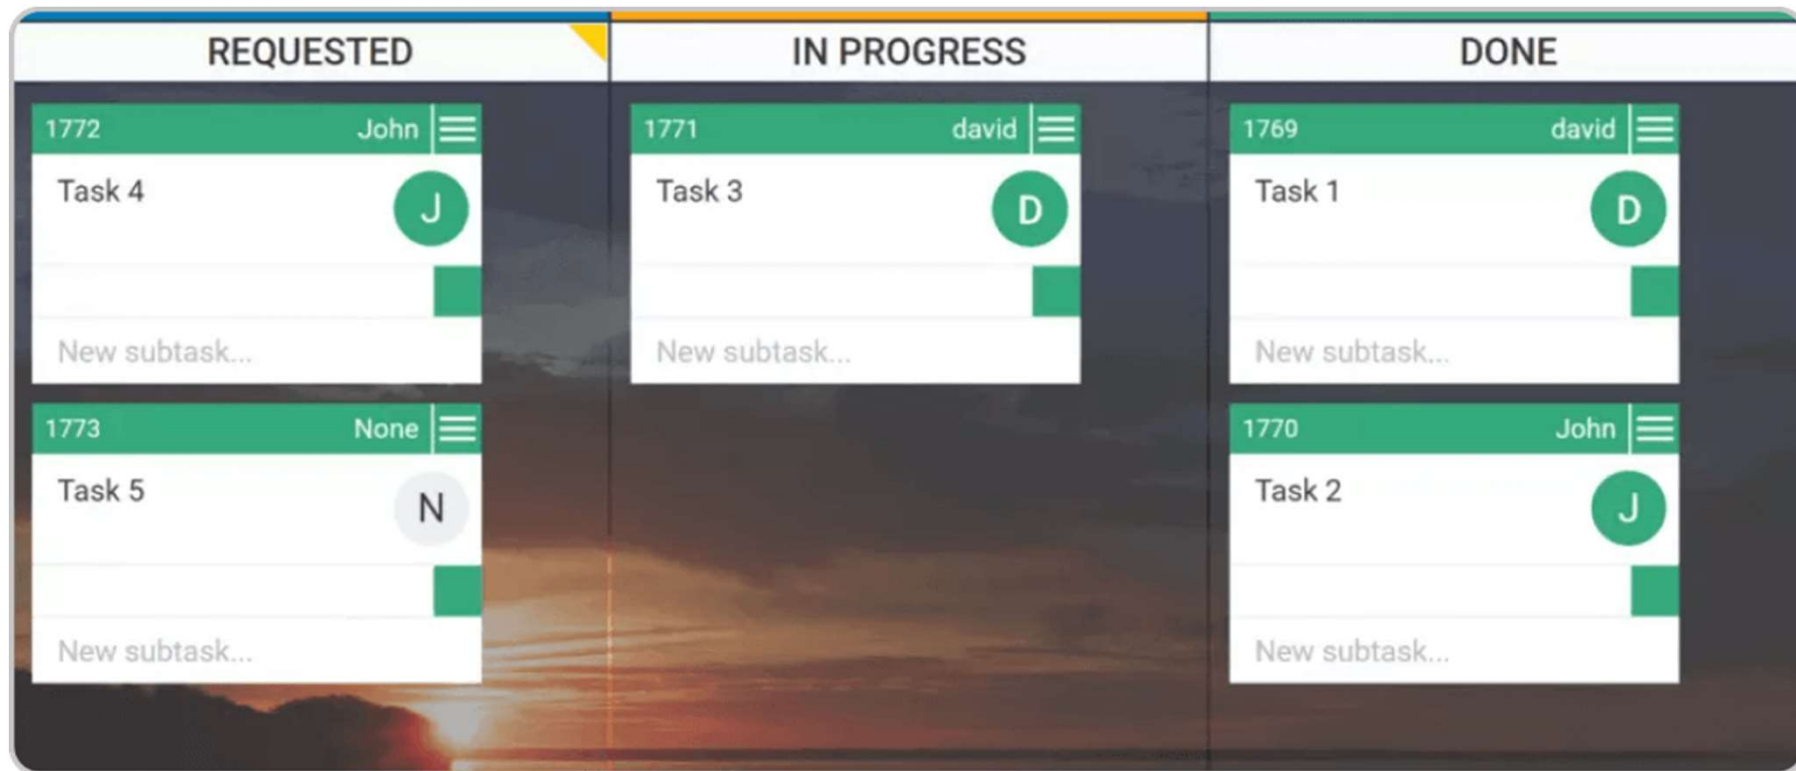 REQUESTED
IN PROGRESS
DONE
1772 John
Task 4
J
New subtask...
1773 None
Task 5
N
New subtask...
1771 david
Task 3
D
New subtask...
1769 david
Task 1
D
New subtask...
1770 John
Task 2
J
New subtask...